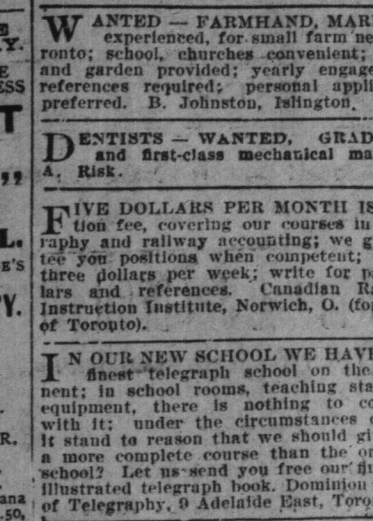 WANTED — FARMHAND, MAR
experienced, for small farm ne
ronto; school, churches convenient;
and garden provided; yearly engage
references required; personal appli
preferred. B. Johnston, Islington.
DENTISTS — WANTED, GRAD
and first-class mechanical ma
A. Risk.
FIVE DOLLARS PER MONTH IS
tion fee, covering our courses in
raphy and railway accounting; we g
tee you positions when competent;
three dollars per week; write for p
lars and references. Canadian Ra
Instruction Institute, Norwich, O. (fo
of Toronto).
IN OUR NEW SCHOOL WE HAVE
finest telegraph school on the
nent; in school rooms, teaching sta
equipment, there is nothing to co
with it; under the circumstances
it stand to reason that we should gi
a more complete course than the or
school? Let us send you free our
illustrated telegraph book. Dominion
of Telegraphy, 9 Adelaide East, Toro
Y.
E
ESS
T
"
L.
E'S
Y.
R.
ana
.50,